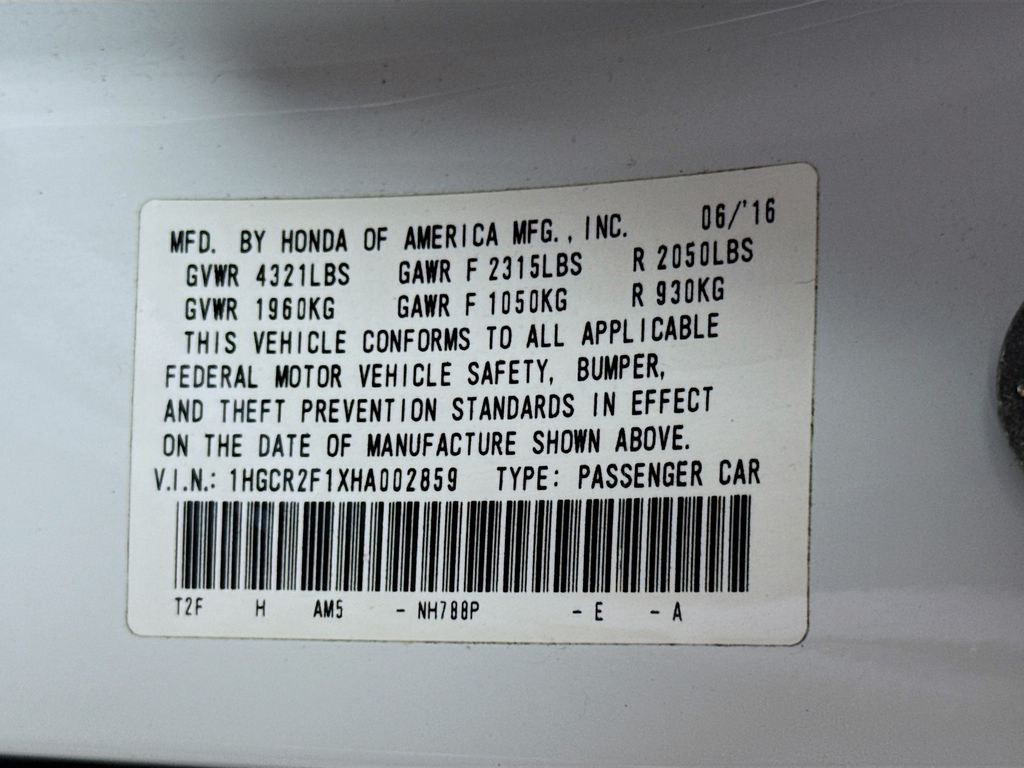 MFD. BY HONDA OF AMERICA MFG., INC. 06/'16
GVWR 4321LBS GAWR F 2315LBS R 2050LBS
GVWR 1960KG GAWR F 1050KG R 930KG
THIS VEHICLE CONFORMS TO ALL APPLICABLE
FEDERAL MOTOR VEHICLE SAFETY, BUMPER,
AND THEFT PREVENTION STANDARDS IN EFFECT
ON THE DATE OF MANUFACTURE SHOWN ABOVE.
V.I.N.: 1HGCR2F1XHA002859 TYPE: PASSENGER CAR
T2F H AM5 - NH788P - E - A